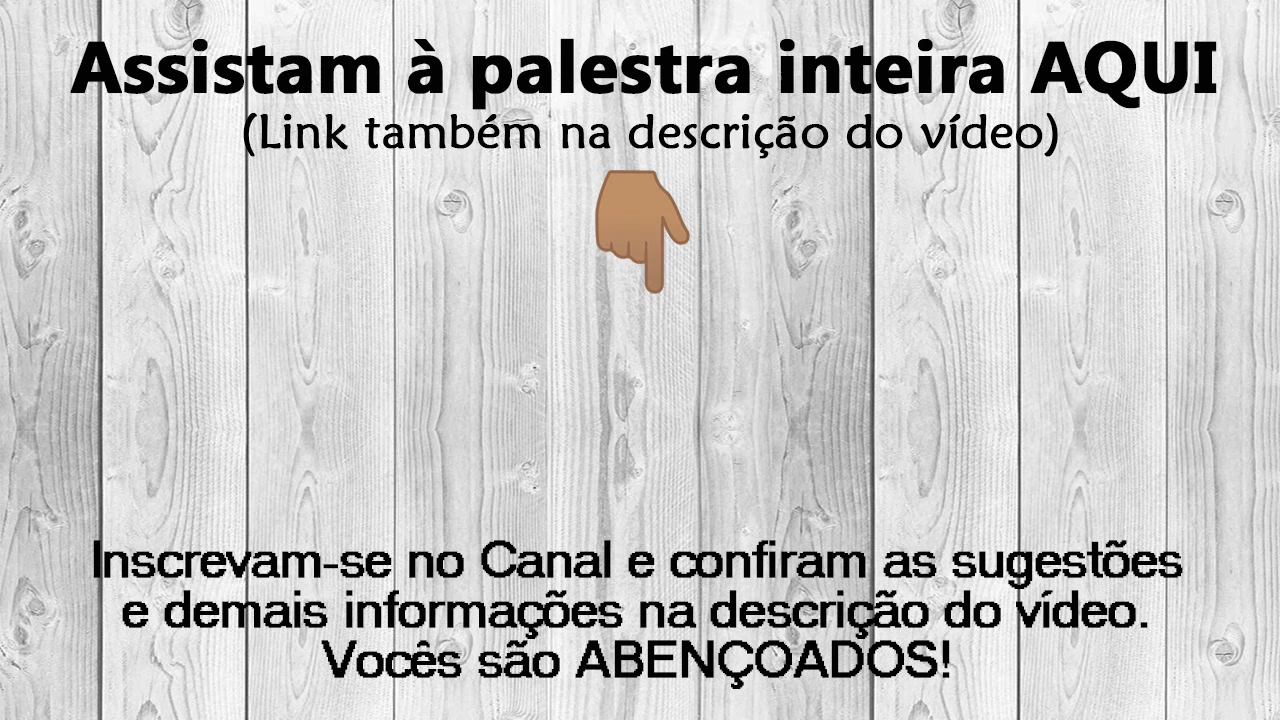 Assistam à palestra inteira AQUI
(Link também na descrição do vídeo)
Inscrevam-se no Canal e confiram as sugestões
e demais informações na descrição do vídeo.
Vocês são ABENÇOADOS!